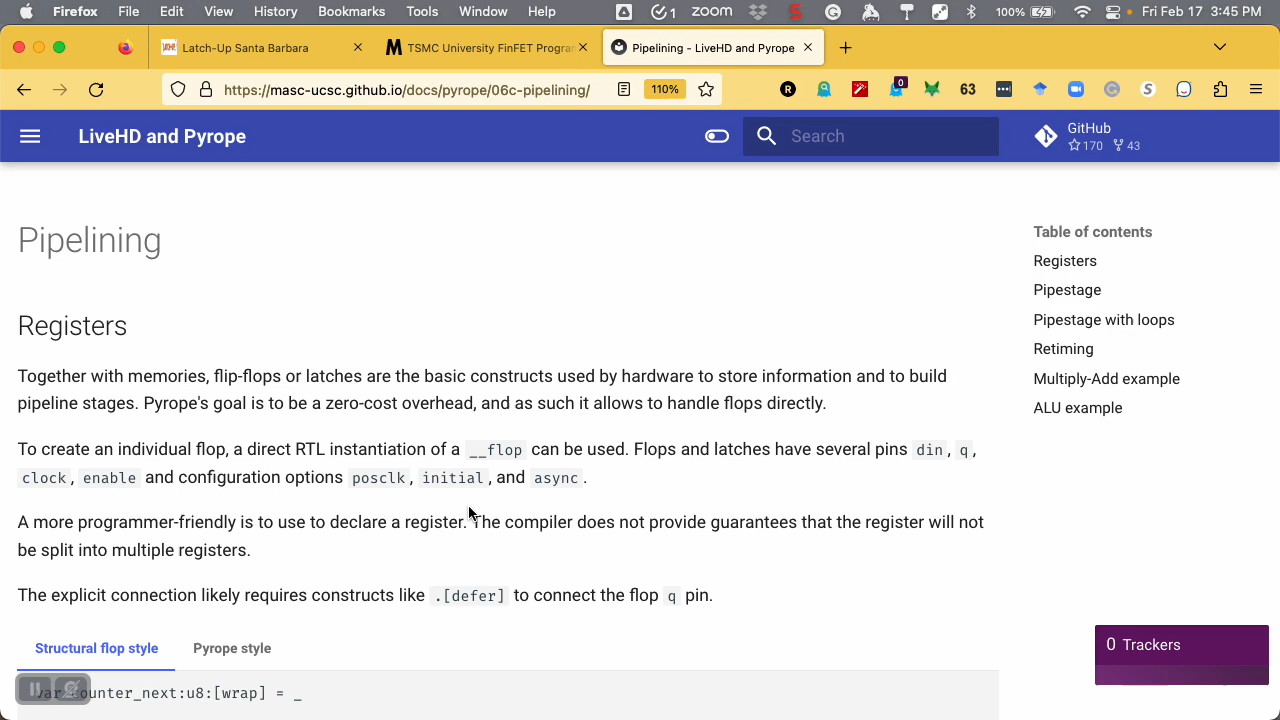 Firefox File Edit View History Bookmarks Tools Window Help 1 zoom 100% Fri Feb 17 3:45 PM
Latch-Up Santa Barbara TSMC University FinFET Progra Pipelining - LiveHD and Pyrope
https://masc-ucsc.github.io/docs/pyrope/06c-pipelining/ 110% R 0 63 G S
LiveHD and Pyrope Search GitHub
170 43
Pipelining
Table of contents
Registers
Pipestage
Pipestage with loops
Retiming
Multiply-Add example
ALU example
Registers
Together with memories, flip-flops or latches are the basic constructs used by hardware to store information and to build
pipeline stages. Pyrope's goal is to be a zero-cost overhead, and as such it allows to handle flops directly.
To create an individual flop, a direct RTL instantiation of a __flop can be used. Flops and latches have several pins din, q,
clock, enable and configuration options posclk, initial, and async.
A more programmer-friendly is to use to declare a register. The compiler does not provide guarantees that the register will not
be split into multiple registers.
The explicit connection likely requires constructs like .[defer] to connect the flop q pin.
Structural flop style Pyrope style
var counter_next:u8:[wrap] = _
0 Trackers